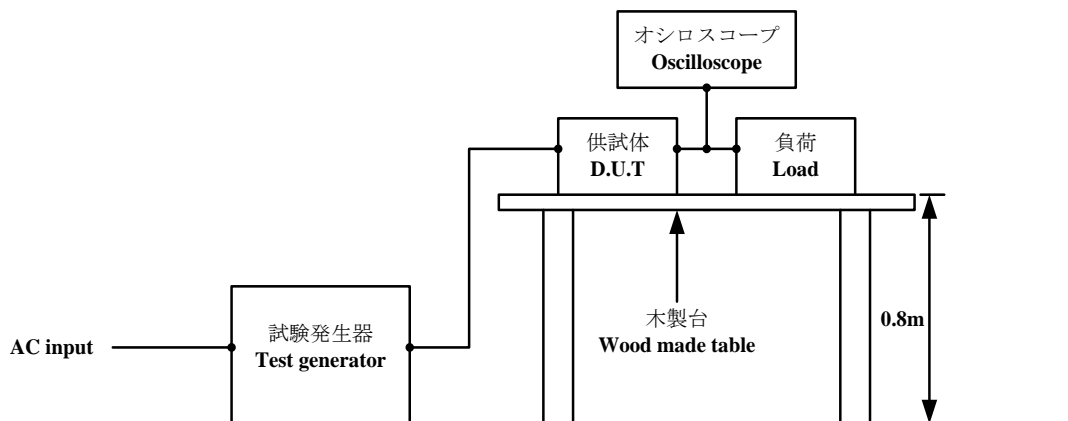 オシロスコープ
Oscilloscope
供試体
D.U.T
負荷
Load
試験発生器
Test generator
AC input
木製台
Wood made table
0.8m